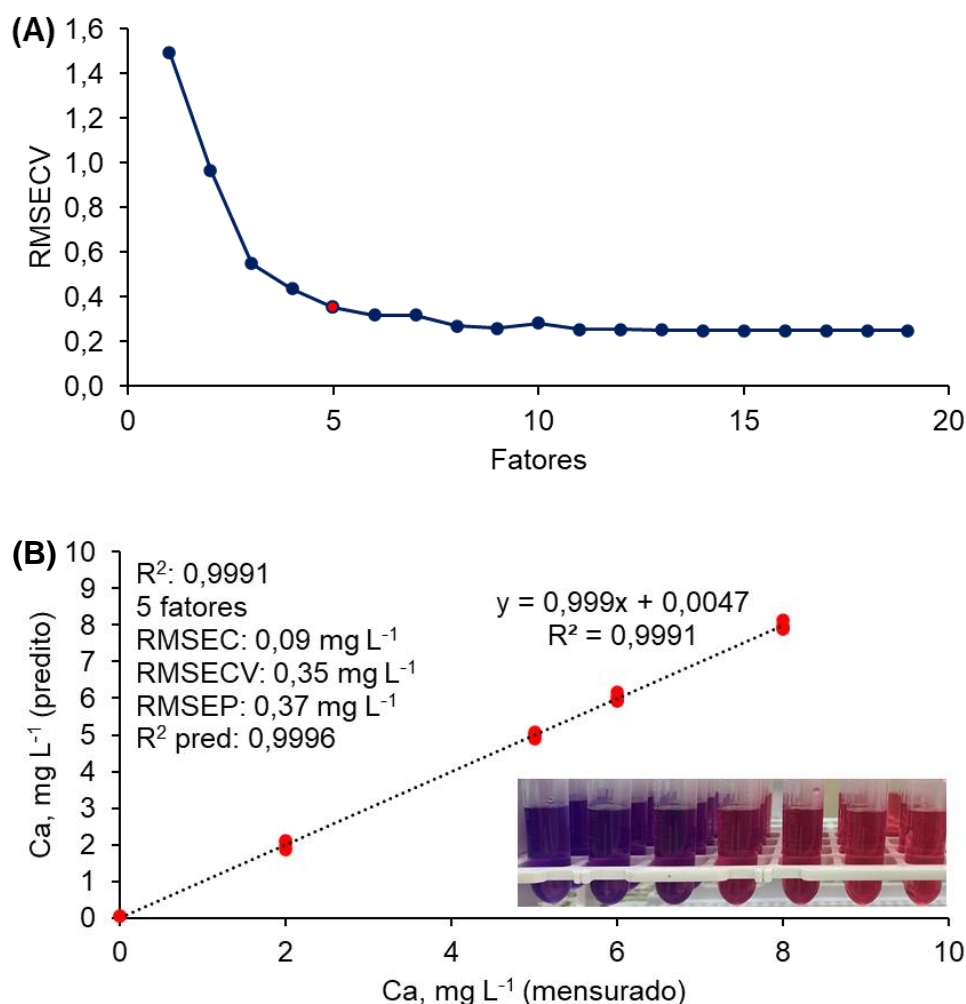 (A)
RMSECV
1,6
1,4
1,2
1,0
0,8
0,6
0,4
0,2
0,0
0 5 10 15 20
Fatores
(B)
Ca, mg L⁻¹ (predito)
10
9
8
7
6
5
4
3
2
1
0
R²: 0,9991
5 fatores
RMSEC: 0,09 mg L⁻¹
RMSECV: 0,35 mg L⁻¹
RMSEP: 0,37 mg L⁻¹
R² pred: 0,9996
y = 0,999x + 0,0047
R² = 0,9991
0 2 4 6 8 10
Ca, mg L⁻¹ (mensurado)